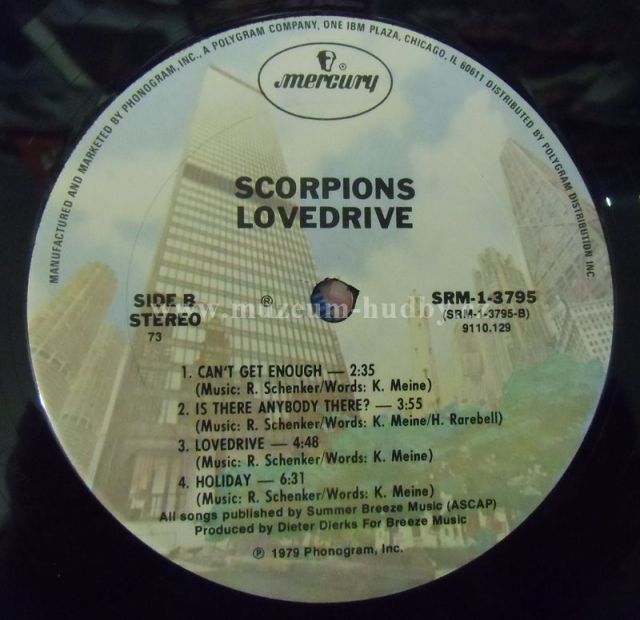 MANUFACTURED AND MARKETED BY PHONOGRAM, INC., A POLYGRAM COMPANY, ONE IBM PLAZA, CHICAGO, IL 60611 DISTRIBUTED BY POLYGRAM DISTRIBUTION INC.
mercury ®
SCORPIONS
LOVEDRIVE
SIDE B
STEREO
73
℗
SRM-1-3795
(SRM-1-3795-B)
9110.129
www.muzeum-hudby
1. CAN'T GET ENOUGH — 2:35
(Music: R. Schenker/Words: K. Meine)
2. IS THERE ANYBODY THERE? — 3:55
(Music: R. Schenker/Words: K. Meine/H. Rarebell)
3. LOVEDRIVE — 4:48
(Music: R. Schenker/Words: K. Meine)
4. HOLIDAY — 6:31
(Music: R. Schenker/Words: K. Meine)
All songs published by Summer Breeze Music (ASCAP)
Produced by Dieter Dierks For Breeze Music
℗ 1979 Phonogram, Inc.